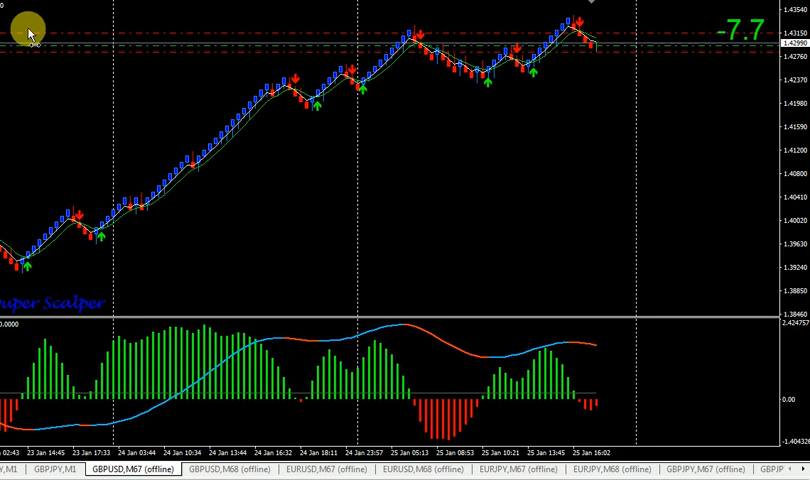 -7.7
1.43540
1.43150
1.42990
1.42760
1.42370
1.41980
1.41590
1.41200
1.40800
1.40410
1.40020
1.39630
1.39240
1.38850
1.38460
uper Scalper
0.0000
2.424757
0.00
-1.404326
02:43
23 Jan 14:45
23 Jan 17:33
24 Jan 03:44
24 Jan 10:34
24 Jan 13:44
24 Jan 16:32
24 Jan 18:11
24 Jan 23:57
25 Jan 05:13
25 Jan 08:53
25 Jan 10:21
25 Jan 13:45
25 Jan 16:02
Y,M1
GBPJPY,M1
GBPUSD,M67 (offline)
GBPUSD,M68 (offline)
EURUSD,M67 (offline)
EURUSD,M68 (offline)
EURJPY,M67 (offline)
EURJPY,M68 (offline)
GBPJPY,M67 (offline)
GBPJP